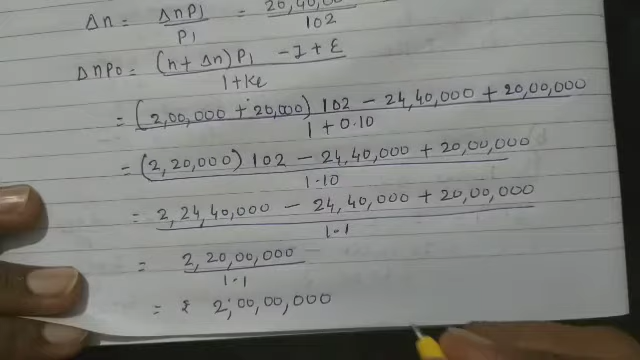 Δn = ΔnP1 / P1 = 20,40,00 / 102
ΔnP0 = (n + Δn) P1 - I + E / 1 + Ke
= (2,00,000 + 20,000) 102 - 24,40,000 + 20,00,000 / 1 + 0.10
= (2,20,000) 102 - 24,40,000 + 20,00,000 / 1.10
= 2,24,40,000 - 24,40,000 + 20,00,000 / 1.1
= 2,20,00,000 / 1.1
= ₹ 2,00,00,000